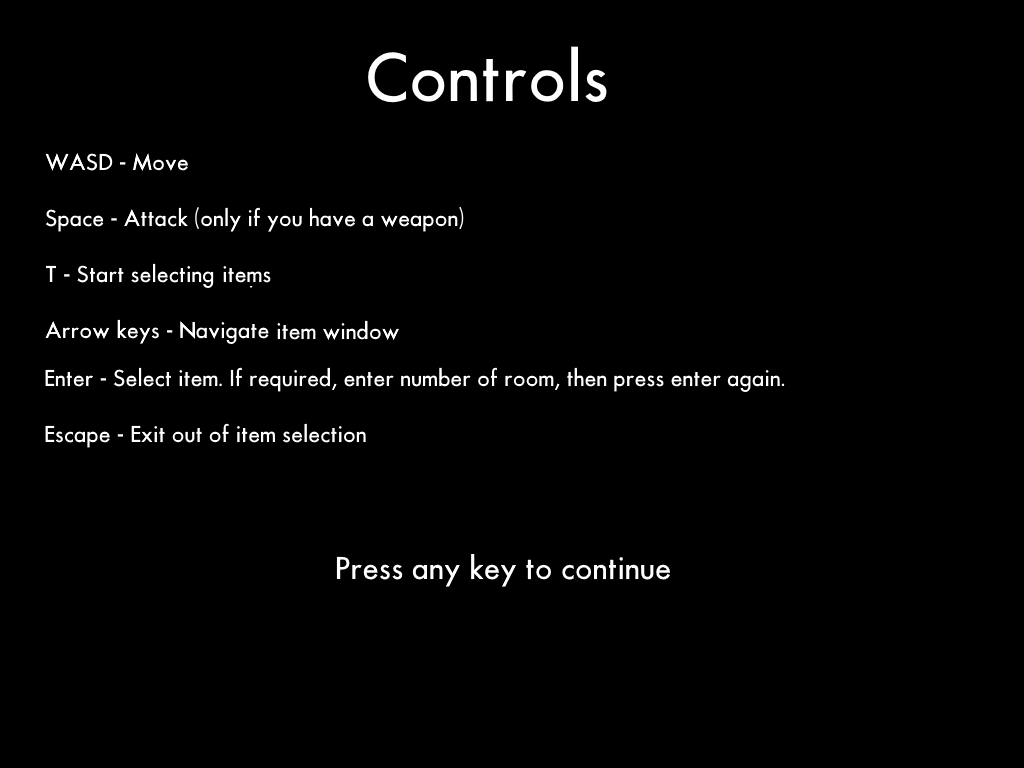 Controls
WASD - Move
Space - Attack (only if you have a weapon)
T - Start selecting items
Arrow keys - Navigate item window
Enter - Select item. If required, enter number of room, then press enter again.
Escape - Exit out of item selection
Press any key to continue